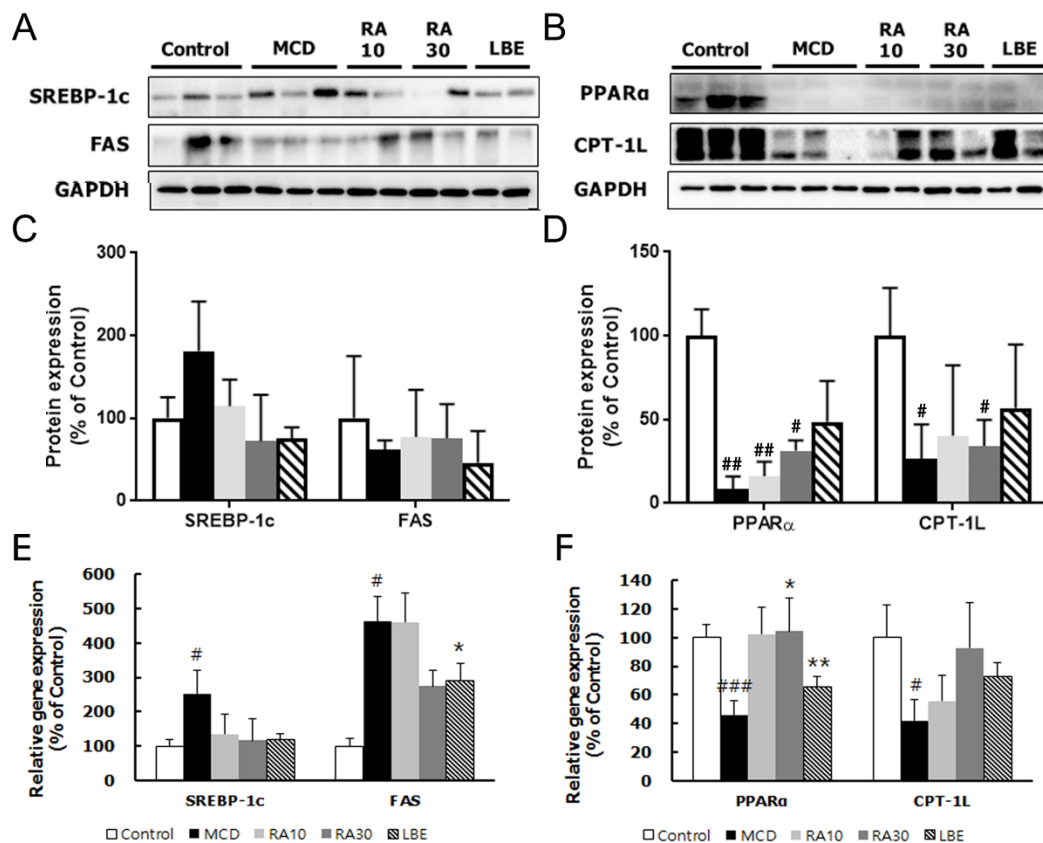 A
Control MCD RA 10 RA 30 LBE
SREBP-1c
FAS
GAPDH
B
Control MCD RA 10 RA 30 LBE
PPARα
CPT-1L
GAPDH
C
Protein expression
(% of Control)
300
200
100
0
SREBP-1c FAS
D
Protein expression
(% of Control)
150
100
50
0
## ## # # #
PPARα CPT-1L
E
Relative gene expression
(% of Control)
600
500
400
300
200
100
0
# # *
SREBP-1c FAS
Control MCD RA10 RA30 LBE
F
Relative gene expression
(% of Control)
140
120
100
80
60
40
20
0
### * ** #
PPARα CPT-1L
Control MCD RA10 RA30 LBE